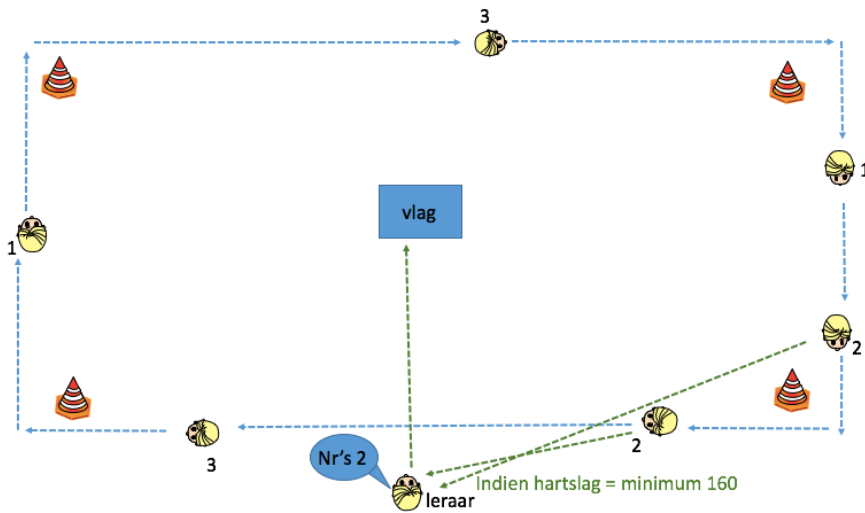 3
1
vlag
1
2
2
3
Nr's 2
leraar
Indien hartslag = minimum 160